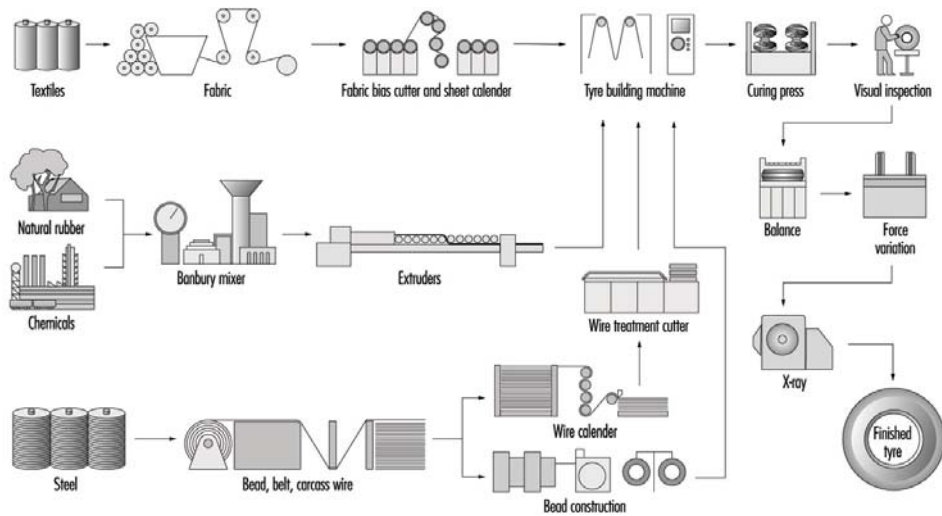 Textiles
Fabric
Fabric bias cutter and sheet calender
Tyre building machine
Curing press
Visual inspection
Natural rubber
Chemicals
Banbury mixer
Extruders
Balance
Force
variation
Wire treatment cutter
X-ray
Wire calender
Steel
Bead, belt, carcass wire
Bead construction
Finished
tyre